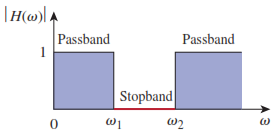 |H(ω)|
Passband Passband
1
Stopband
0 ω1 ω2 ω